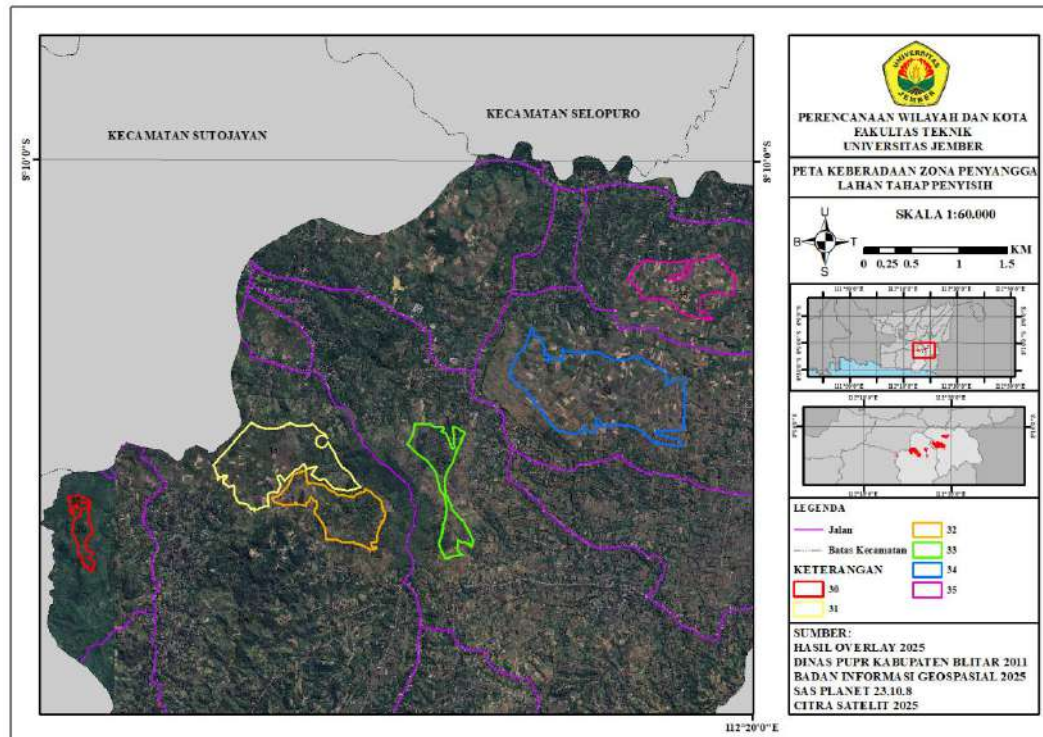 KECAMATAN SUTOJAYAN
KECAMATAN SELOPURO
8°10'0"S
8°10'0"S
112°20'0"E
UNIVERSITAS
JEMBER
PERENCANAAN WILAYAH DAN KOTA
FAKULTAS TEKNIK
UNIVERSITAS JEMBER
PETA KEBERADAAN ZONA PENYANGGA
LAHAN TAHAP PENYISIH
U
B
T
S
SKALA 1:60.000
KM
0 0,25 0.5 1 1.5
LEGENDA
Jalan
Batas Kecamatan
KETERANGAN
30
31
32
33
34
35
SUMBER:
HASIL OVERLAY 2025
DINAS PUPR KABUPATEN BLITAR 2011
BADAN INFORMASI GEOSPASIAL 2025
SAS PLANET 23.10.8
CITRA SATELIT 2025